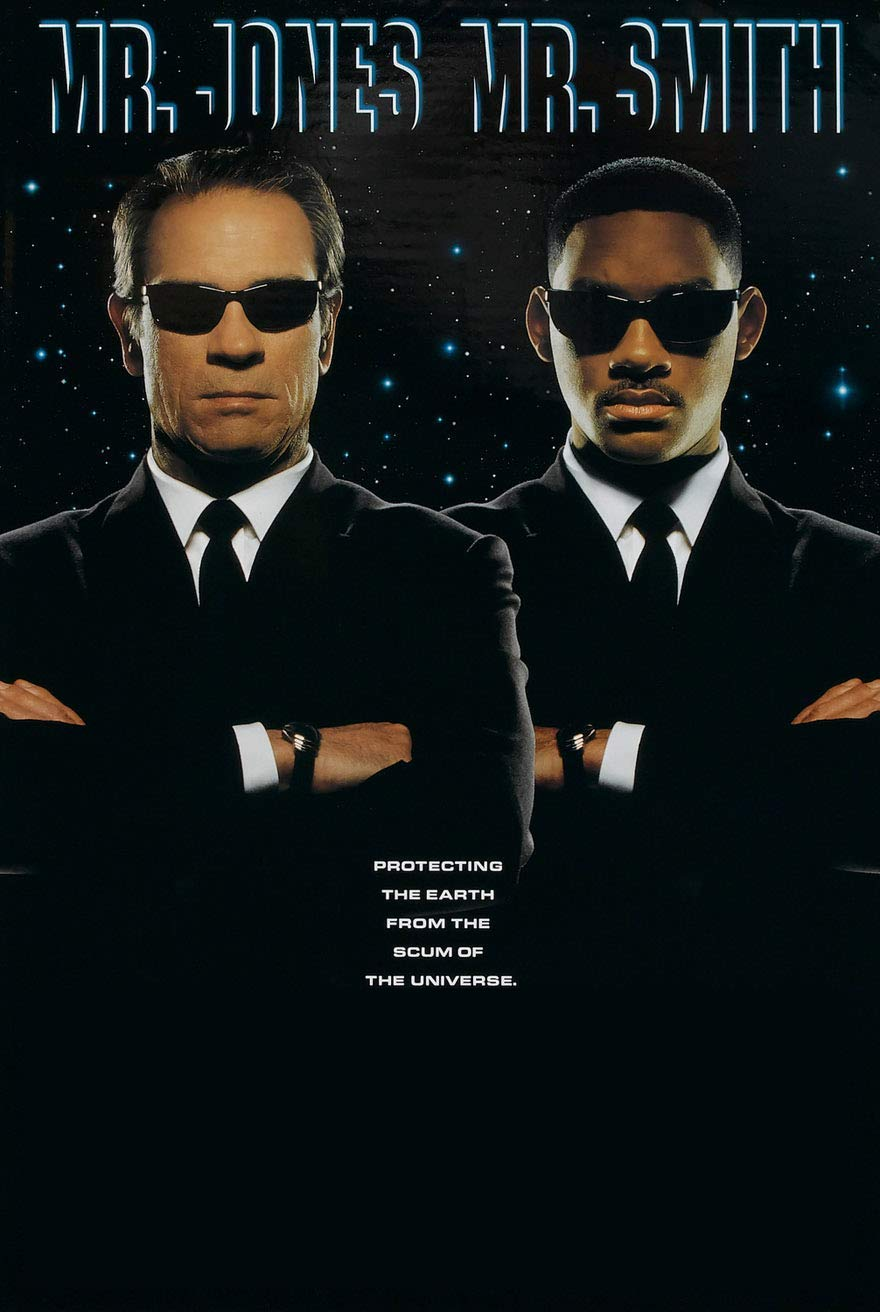 MR. JONES MR. SMITH
PROTECTING
THE EARTH
FROM THE
SCUM OF
THE UNIVERSE.